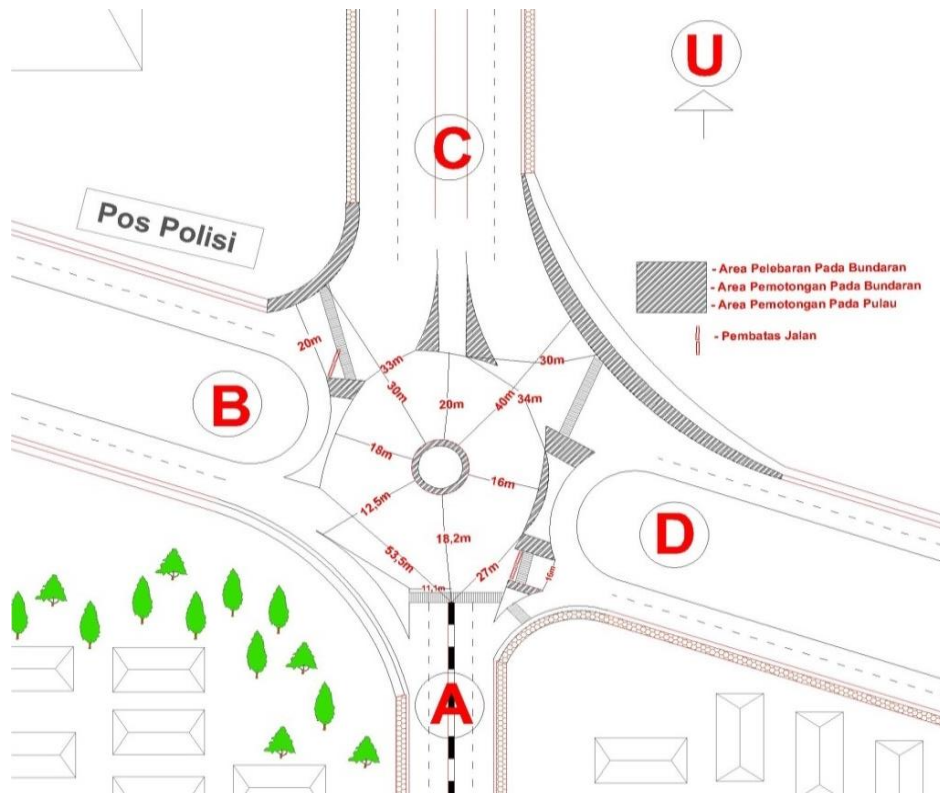 U
C
Pos Polisi
- Area Pelebaran Pada Bundaran
- Area Pemotongan Pada Bundaran
- Area Pemotongan Pada Pulau
- Pembatas Jalan
20m
33m
30m
30m
B
20m
40m
34m
18m
16m
12,5m
D
18,2m
53,5m
27m
16m
A